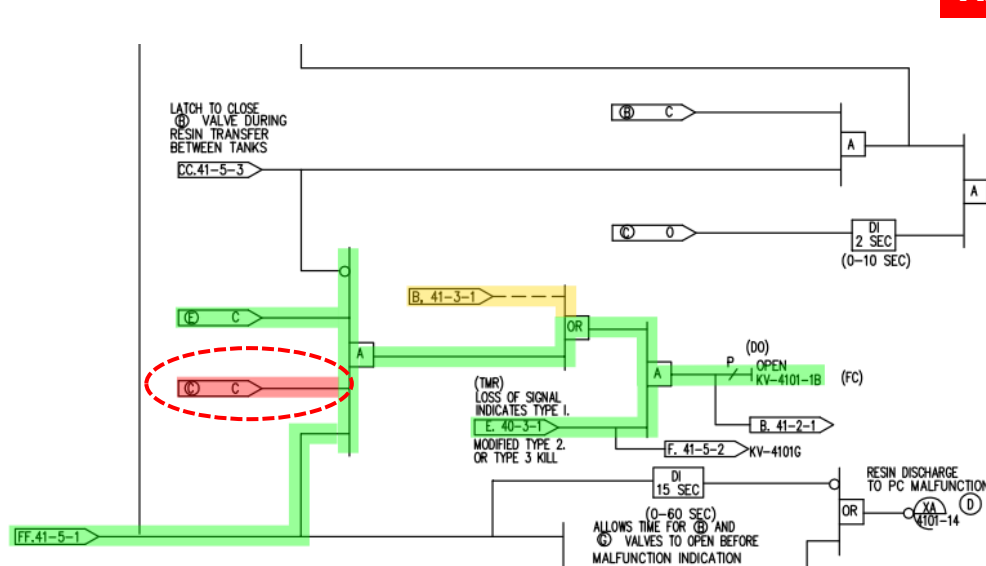 LATCH TO CLOSE
Ⓑ VALVE DURING
RESIN TRANSFER
BETWEEN TANKS
CC.41-5-3
Ⓑ C
A
A
Ⓒ O
DI
2 SEC
(0-10 SEC)
B. 41-3-1
Ⓔ C
OR
A
Ⓒ C
A
P
(DO)
OPEN
KV-4101-1B
(FC)
(TMR)
LOSS OF SIGNAL
INDICATES TYPE I.
E. 40-3-1
MODIFIED TYPE 2.
OR TYPE 3 KILL
B. 41-2-1
F. 41-5-2
KV-4101G
DI
15 SEC
(0-60 SEC)
RESIN DISCHARGE
TO PC MALFUNCTION
OR
XA
4101-14
Ⓓ
FF.41-5-1
ALLOWS TIME FOR Ⓑ AND
Ⓖ VALVES TO OPEN BEFORE
MALFUNCTION INDICATION